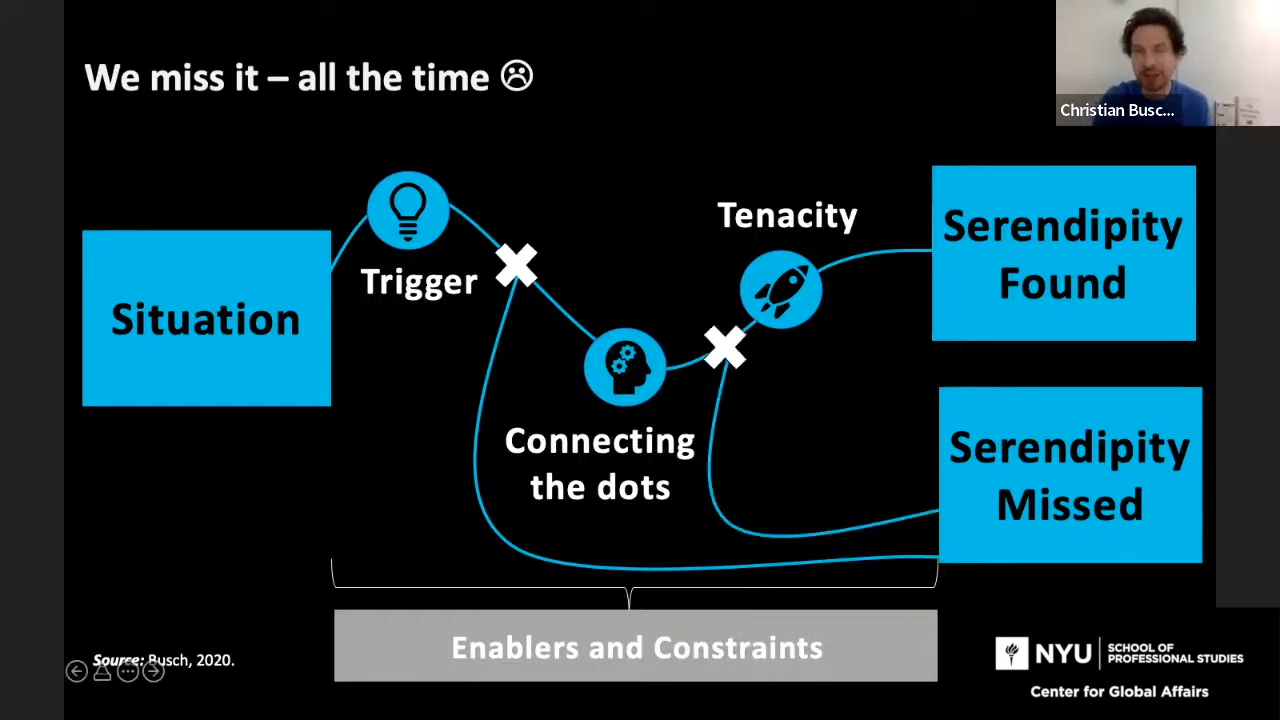 We miss it – all the time ☹
Christian Busc...
Situation
Trigger
Connecting
the dots
Tenacity
Serendipity
Found
Serendipity
Missed
Enablers and Constraints
Source: Busch, 2020.
NYU
SCHOOL OF
PROFESSIONAL STUDIES
Center for Global Affairs